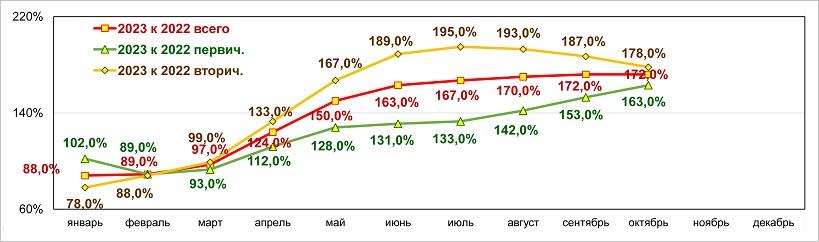 220%
140%
60%
2023 к 2022 всего
2023 к 2022 первич.
2023 к 2022 вторич.
88,0% 89,0% 97,0% 124,0% 150,0% 163,0% 167,0% 170,0% 172,0% 172,0%
102,0% 89,0% 93,0% 112,0% 128,0% 131,0% 133,0% 142,0% 153,0% 163,0%
78,0% 88,0% 99,0% 133,0% 167,0% 189,0% 195,0% 193,0% 187,0% 178,0%
январь февраль март апрель май июнь июль август сентябрь октябрь ноябрь декабрь